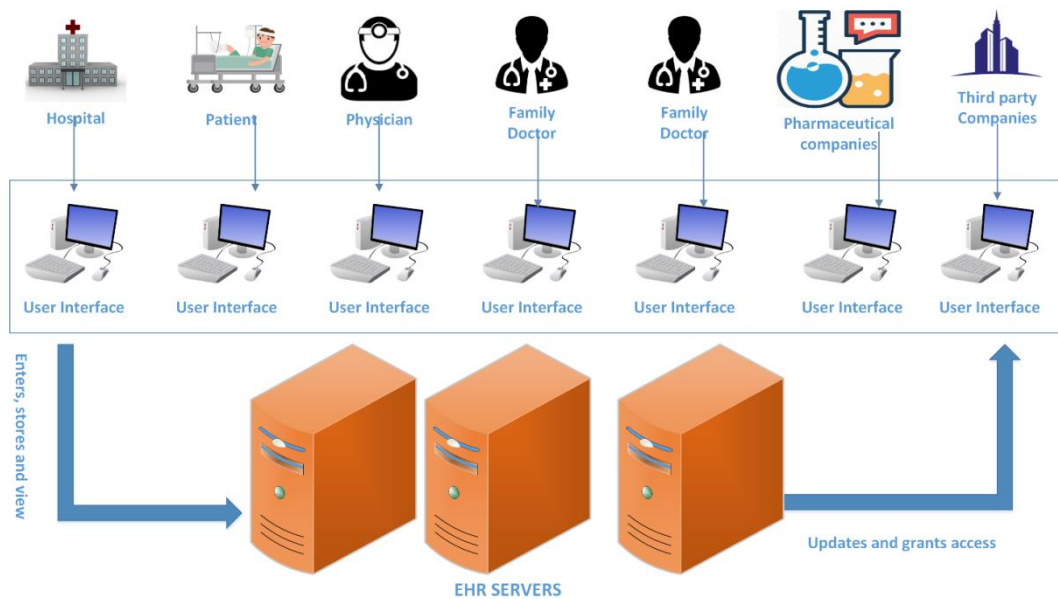 Hospital
Patient
Physician
Family
Doctor
Family
Doctor
Pharmaceutical
companies
Third party
Companies
User Interface
User Interface
User Interface
User Interface
User Interface
User Interface
User Interface
Enters, stores and view
Updates and grants access
EHR SERVERS